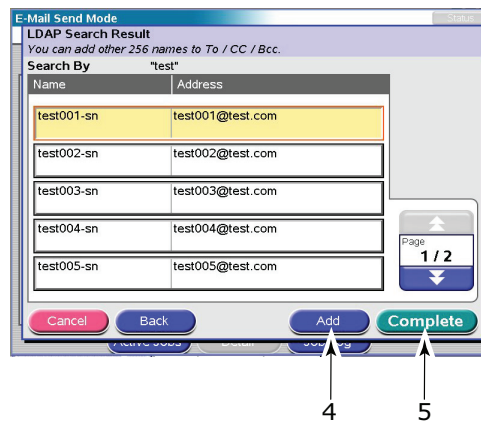 E-Mail Send Mode Status
LDAP Search Result
You can add other 256 names to To / CC / Bcc.
Search By "test"
Name Address
test001-sn test001@test.com
test002-sn test002@test.com
test003-sn test003@test.com
test004-sn test004@test.com
test005-sn test005@test.com
Page
1 / 2
Cancel Back Add Complete
Active Jobs Detail Job Log
4 5